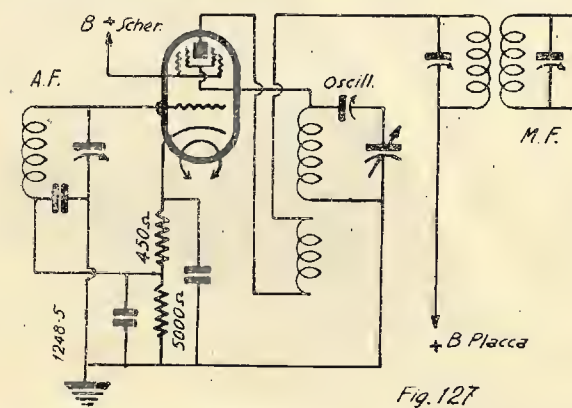 B + Scher.
A.F.
Oscill.
M.F.
450Ω
5000Ω
1248-5
+ B Placca
Fig. 127